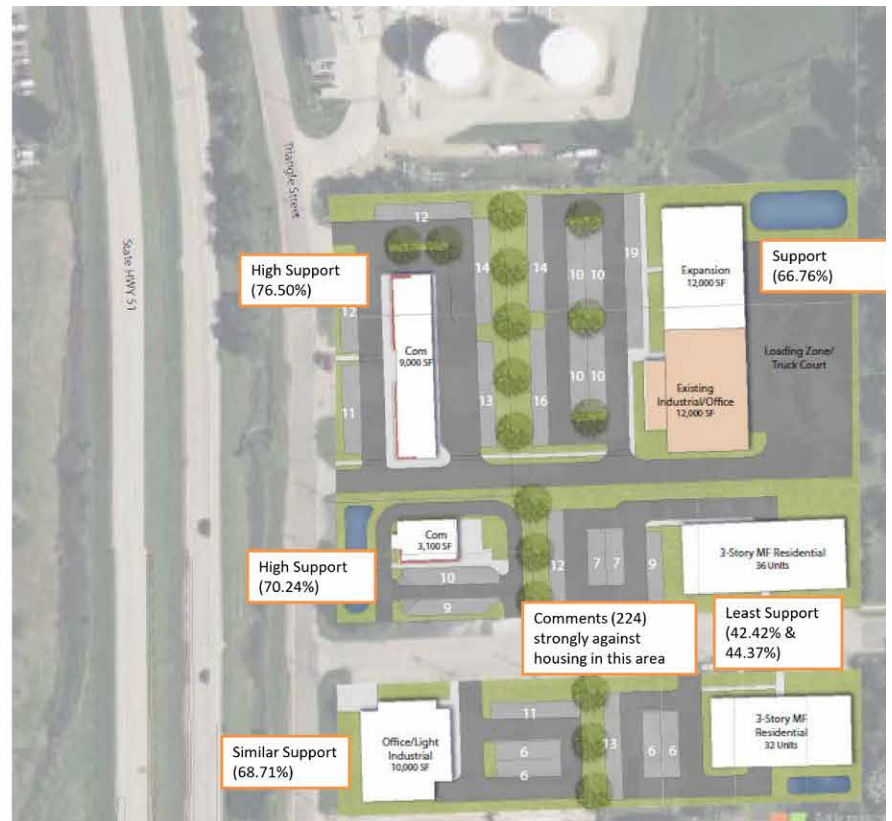 State HWY 51
Triangle Street
12
High Support
(76.50%)
12
11
Com
9,000 SF
14
14
13
16
10
10
10
10
19
Expansion
12,000 SF
Existing
Industrial/Office
12,000 SF
Support
(66.76%)
Loading Zone/
Truck Court
High Support
(70.24%)
Com
3,100 SF
10
9
12
7
7
9
3-Story MF Residential
36 Units
Comments (224)
strongly against
housing in this area
Least Support
(42.42% &
44.37%)
Similar Support
(68.71%)
Office/Light
Industrial
10,000 SF
11
6
6
13
6
6
3-Story MF
Residential
32 Units